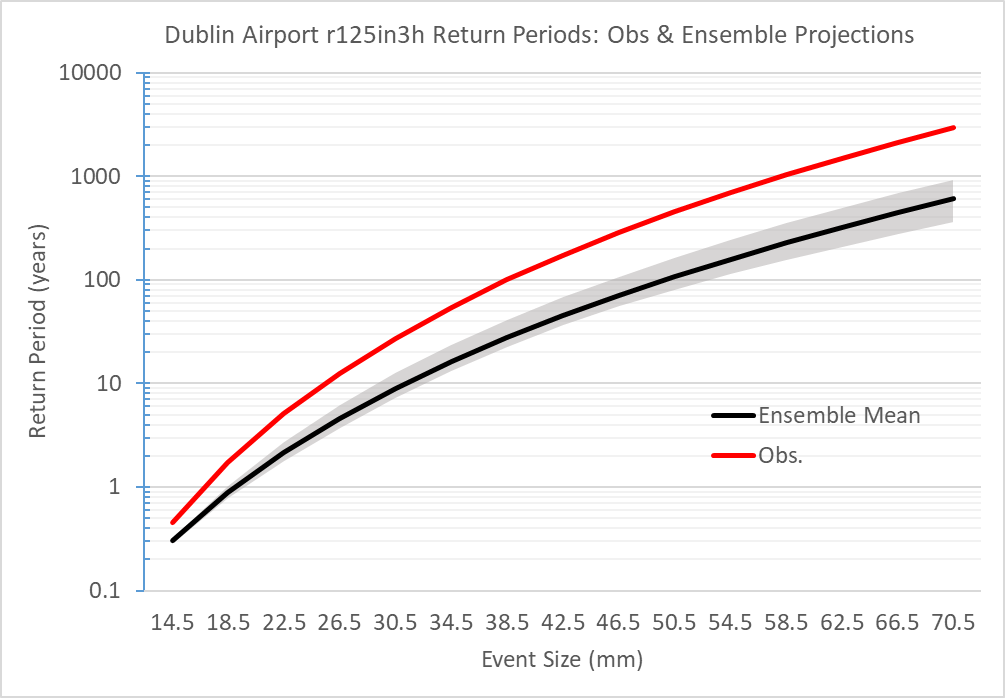 Dublin Airport r125in3h Return Periods: Obs & Ensemble Projections
10000
1000
100
10
1
0.1
Return Period (years)
Ensemble Mean
Obs.
14.5 18.5 22.5 26.5 30.5 34.5 38.5 42.5 46.5 50.5 54.5 58.5 62.5 66.5 70.5
Event Size (mm)